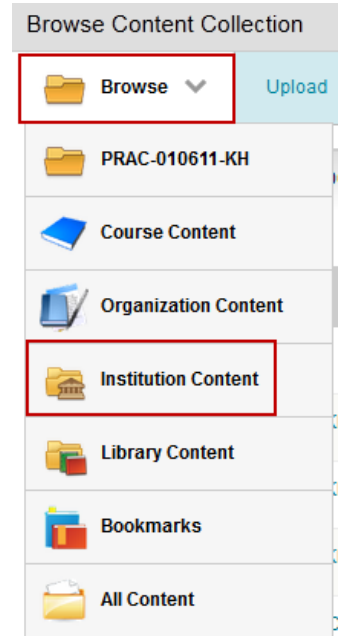 Browse Content Collection
Browse Upload
PRAC-010611-KH
Course Content
Organization Content
Institution Content
Library Content
Bookmarks
All Content